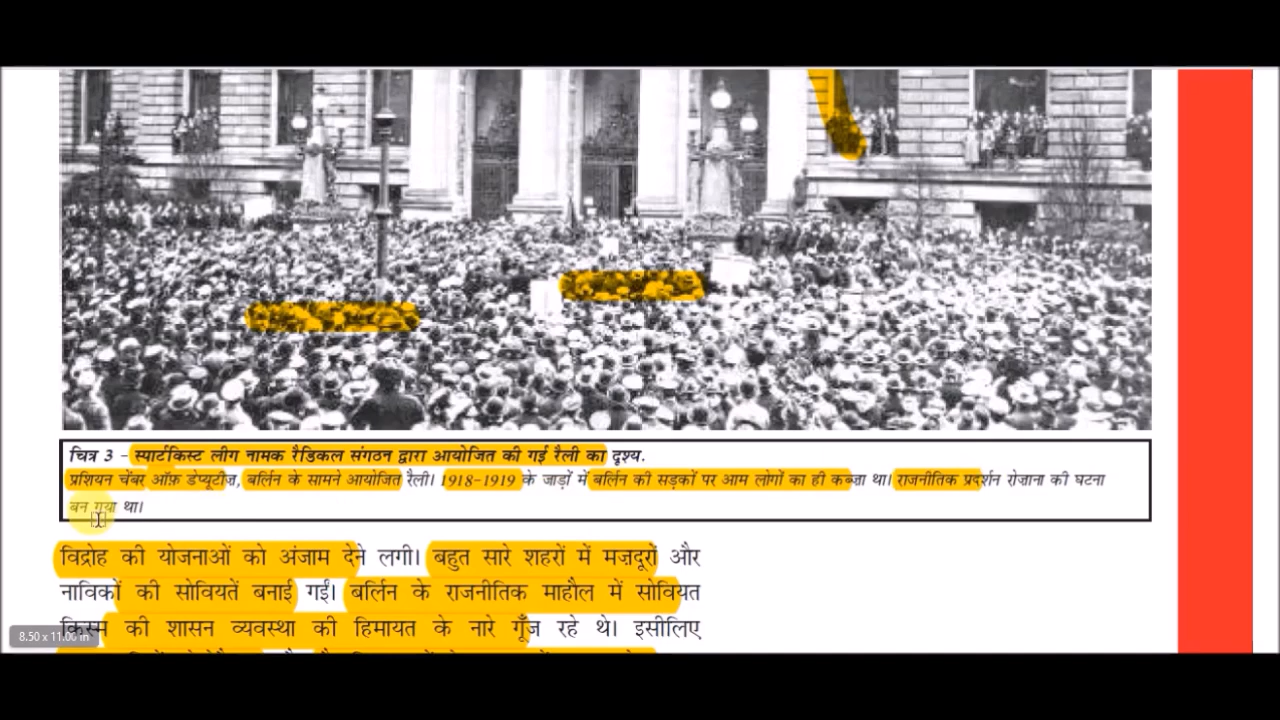 चित्र 3 – स्पार्टकिस्ट लीग नामक रैडिकल संगठन द्वारा आयोजित की गई रैली का दृश्य.
प्रशियन चेंबर ऑफ़ डेप्यूटीज, बर्लिन के सामने आयोजित रैली। 1918-1919 के जाड़ों में बर्लिन की सड़कों पर आम लोगों का ही कब्ज़ा था। राजनीतिक प्रदर्शन रोज़ाना की घटना
बन गया था।
विद्रोह की योजनाओं को अंजाम देने लगी। बहुत सारे शहरों में मज़दूरों और
नाविकों की सोवियतें बनाई गईं। बर्लिन के राजनीतिक माहौल में सोवियत
किस्म की शासन व्यवस्था की हिमायत के नारे गूँज रहे थे। इसीलिए
8.50 x 11.00 in